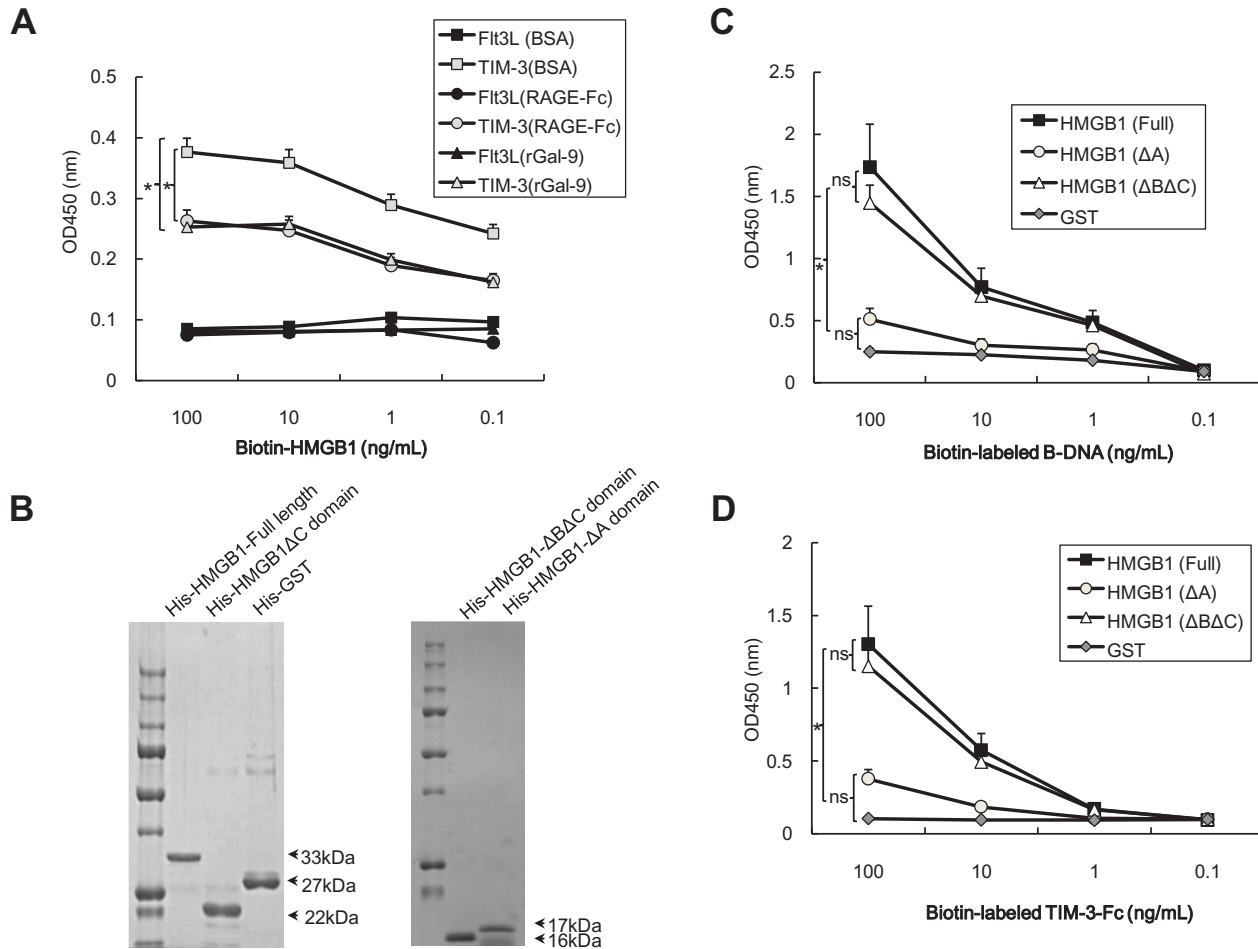 A
Flt3L (BSA)
TIM-3(BSA)
Flt3L(RAGE-Fc)
TIM-3(RAGE-Fc)
Flt3L(rGal-9)
TIM-3(rGal-9)
0.5
0.4
0.3
0.2
0.1
0
OD450 (nm)
* *
100 10 1 0.1
Biotin-HMGB1 (ng/mL)
B
His-HMGB1-Full length
His-HMGB1ΔC domain
His-GST
33kDa
27kDa
22kDa
His-HMGB1-ΔBΔC domain
His-HMGB1-ΔA domain
17kDa
16kDa
C
HMGB1 (Full)
HMGB1 (ΔA)
HMGB1 (ΔBΔC)
GST
2.5
2
1.5
1
0.5
0
OD450 (nm)
ns
*
ns
100 10 1 0.1
Biotin-labeled B-DNA (ng/mL)
D
HMGB1 (Full)
HMGB1 (ΔA)
HMGB1 (ΔBΔC)
GST
2
1.5
1
0.5
0
OD450 (nm)
ns
*
ns
100 10 1 0.1
Biotin-labeled TIM-3-Fc (ng/mL)